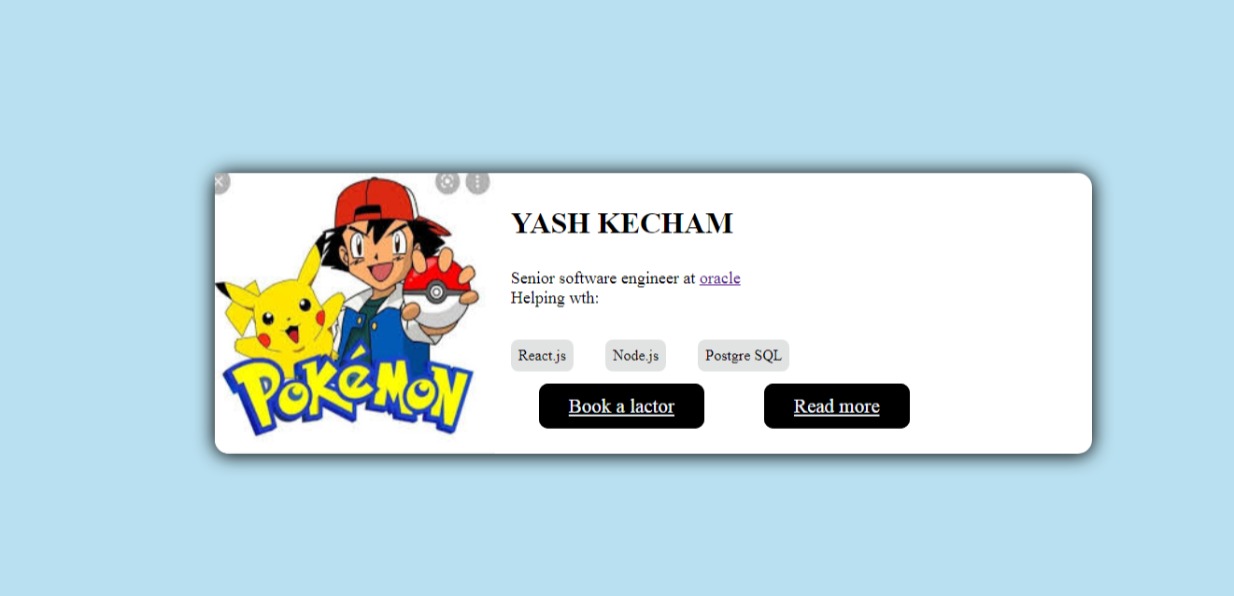 POKéMON
YASH KECHAM
Senior software engineer at oracle
Helping wth:
React.js Node.js Postgre SQL
Book a lactor Read more